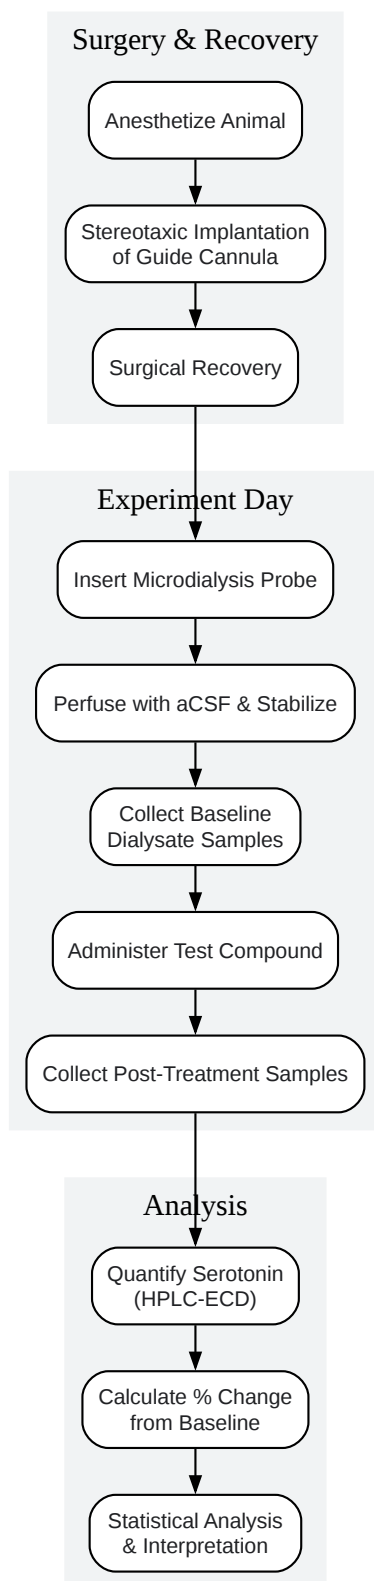 Surgery & Recovery
Anesthetize Animal
Stereotaxic Implantation
of Guide Cannula
Surgical Recovery
Experiment Day
Insert Microdialysis Probe
Perfuse with aCSF & Stabilize
Collect Baseline
Dialysate Samples
Administer Test Compound
Collect Post-Treatment Samples
Analysis
Quantify Serotonin
(HPLC-ECD)
Calculate % Change
from Baseline
Statistical Analysis
& Interpretation